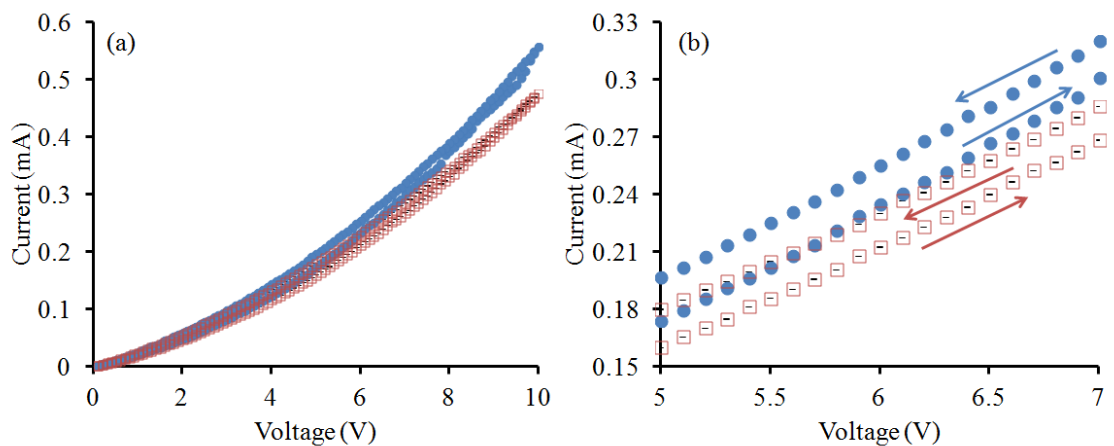 (a)
Current (mA)
0.6
0.5
0.4
0.3
0.2
0.1
0
0 2 4 6 8 10
Voltage (V)
(b)
Current (mA)
0.33
0.3
0.27
0.24
0.21
0.18
0.15
5 5.5 6 6.5 7
Voltage (V)